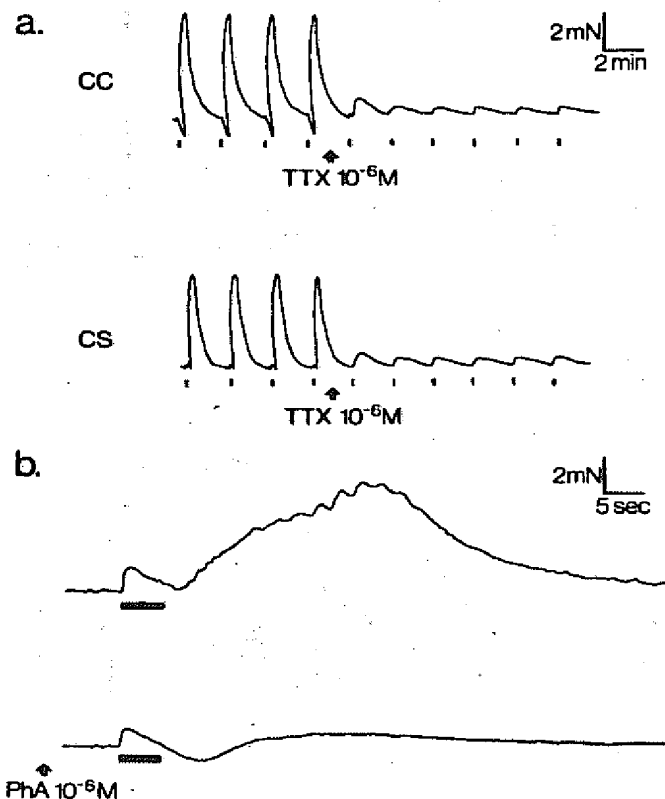 a.
2mN
2 min
CC
TTX 10⁻⁶M
CS
TTX 10⁻⁶M
b.
2mN
5 sec
PhA 10⁻⁶M